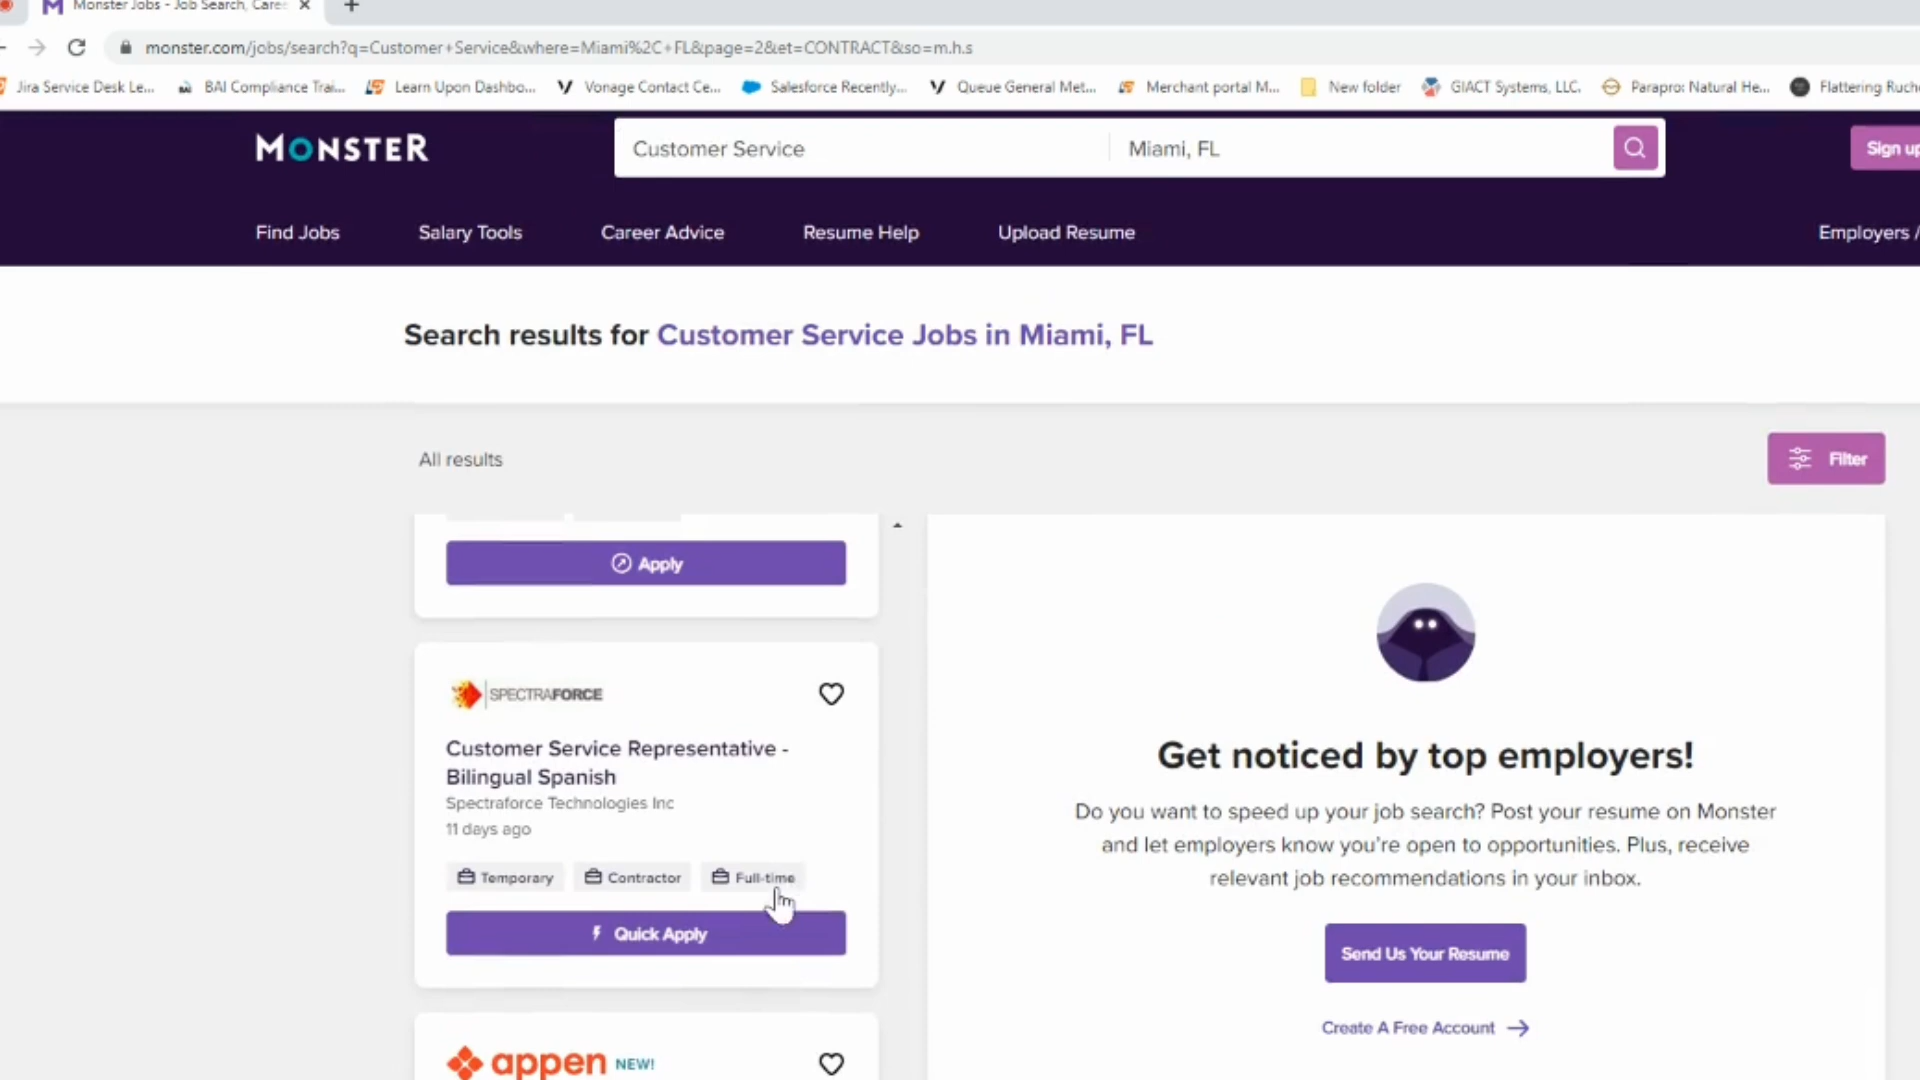 Monster Jobs - Job Search, Care
monster.com/jobs/search?q=Customer+Service&where=Miami%2C+FL&page=2&et=CONTRACT&so=m.h.s
Jira Service Desk Le... BAI Compliance Trai... Learn Upon Dashbo... Vonage Contact Ce... Salesforce Recently... Queue General Met... Merchant portal M... New folder GIACT Systems, LLC. Parapro: Natural He... Flattering Ruch
MONSTER Customer Service Miami, FL Sign up
Find Jobs Salary Tools Career Advice Resume Help Upload Resume Employers /
Search results for Customer Service Jobs in Miami, FL
All results Filter
Apply
SPECTRAFORCE
Customer Service Representative -
Bilingual Spanish
Spectraforce Technologies Inc
11 days ago
Temporary Contractor Full-time
Quick Apply
appen NEW!
Get noticed by top employers!
Do you want to speed up your job search? Post your resume on Monster
and let employers know you're open to opportunities. Plus, receive
relevant job recommendations in your inbox.
Send Us Your Resume
Create A Free Account